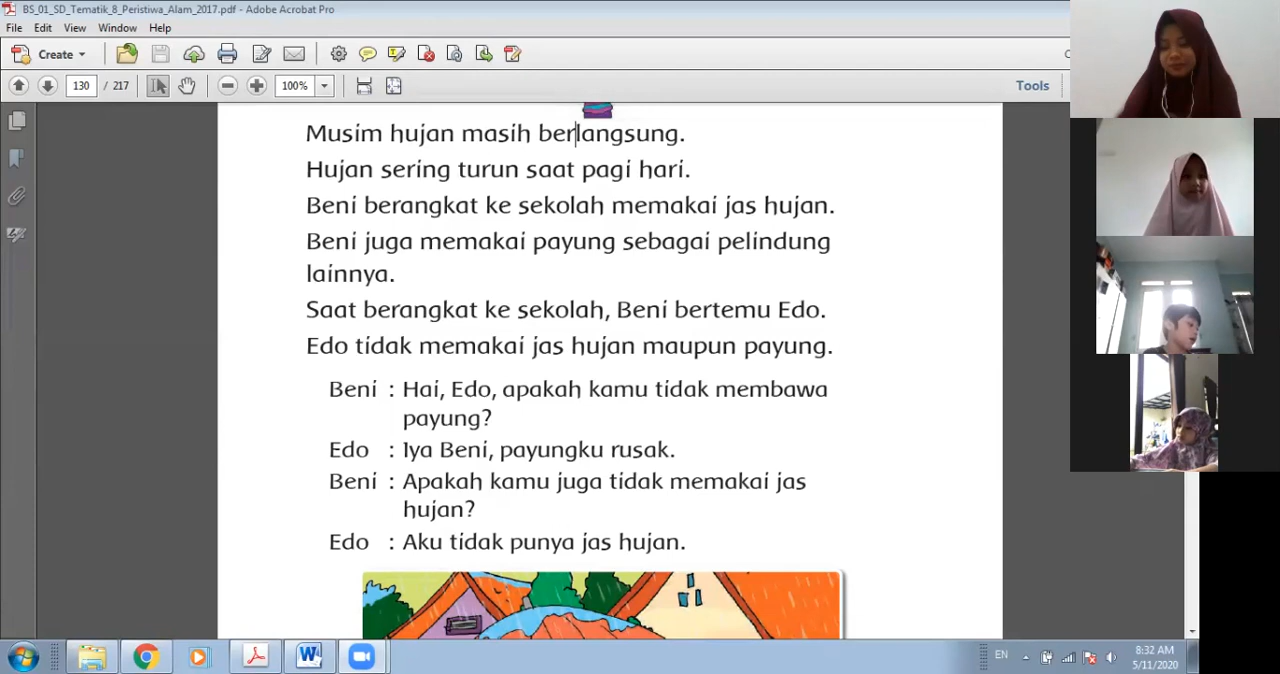 BS_01_SD_Tematik_8_Peristiwa_Alam_2017.pdf - Adobe Acrobat Pro
File Edit View Window Help
Create
130 / 217 100% Tools
Musim hujan masih berlangsung.
Hujan sering turun saat pagi hari.
Beni berangkat ke sekolah memakai jas hujan.
Beni juga memakai payung sebagai pelindung
lainnya.
Saat berangkat ke sekolah, Beni bertemu Edo.
Edo tidak memakai jas hujan maupun payung.
Beni : Hai, Edo, apakah kamu tidak membawa
payung?
Edo : Iya Beni, payungku rusak.
Beni : Apakah kamu juga tidak memakai jas
hujan?
Edo : Aku tidak punya jas hujan.
EN 8:32 AM
5/11/2020